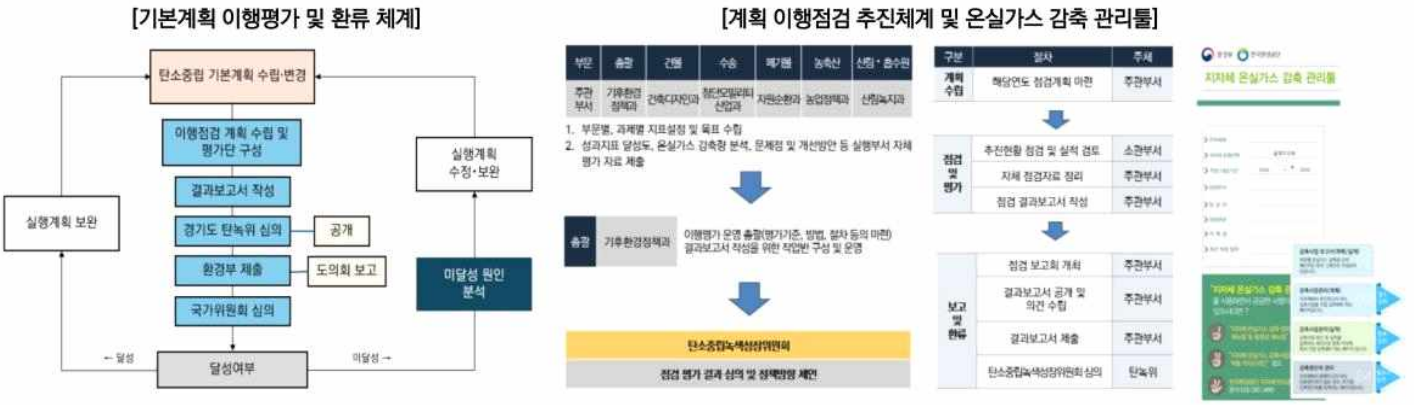 [기본계획 이행평가 및 환류 체계]
탄소중립 기본계획 수립·변경
이행점검 계획 수립 및
평가단 구성
결과보고서 작성
경기도 탄녹위 심의
공개
환경부 제출
도의회 보고
국가위원회 심의
달성여부
← 달성
미달성 →
실행계획 보완
실행계획
수정·보완
미달성 원인
분석
[계획 이행점검 추진체계 및 온실가스 감축 관리툴]
부문 총괄 건물 수송 폐기물 농축산 산림·흡수원
주관
부서
기후환경
정책과
건축디자인과
첨단모빌리티
산업과
자원순환과
농업정책과
산림녹지과
1. 부문별, 과제별 지표설정 및 목표 수립
2. 성과지표 달성도, 온실가스 감축량 분석, 문제점 및 개선방안 등 실행부서 자체
평가 자료 제출
총괄
기후환경정책과
이행평가 운영 총괄(평가기준, 방법, 절차 등의 마련)
결과보고서 작성을 위한 작업반 구성 및 운영
탄소중립녹색성장위원회
점검 평가 결과 심의 및 정책방향 제언
구분 절차 주체
계획
수립
해당연도 점검계획 마련 주관부서
점검
및
평가
추진현황 점검 및 실적 검토 소관부서
자체 점검자료 정리 주관부서
점검 결과보고서 작성 주관부서
보고
및
환류
점검 보고회 개최 주관부서
결과보고서 공개 및
의견 수립
주관부서
결과보고서 제출 주관부서
탄소중립녹색성장위원회 심의 탄녹위
환경부 한국환경공단
지자체 온실가스 감축 관리툴